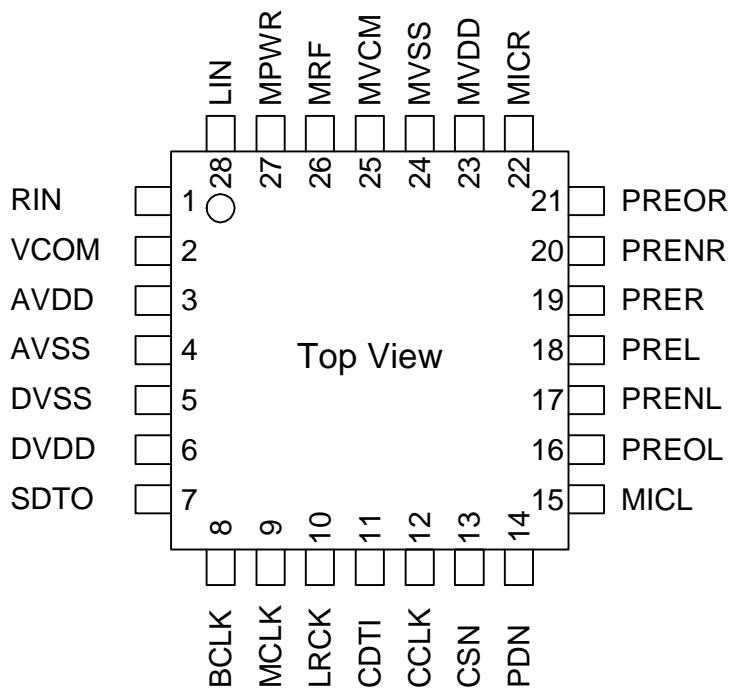 LIN MPWR MRF MVCM MVSS MVDD MICR
28 27 26 25 24 23 22
RIN 1 21 PREOR
VCOM 2 20 PRENR
AVDD 3 19 PRER
AVSS 4 Top View 18 PREL
DVSS 5 17 PRENL
DVDD 6 16 PREOL
SDTO 7 15 MICL
8 9 10 11 12 13 14
BCLK MCLK LRCK CDTI CCLK CSN PDN